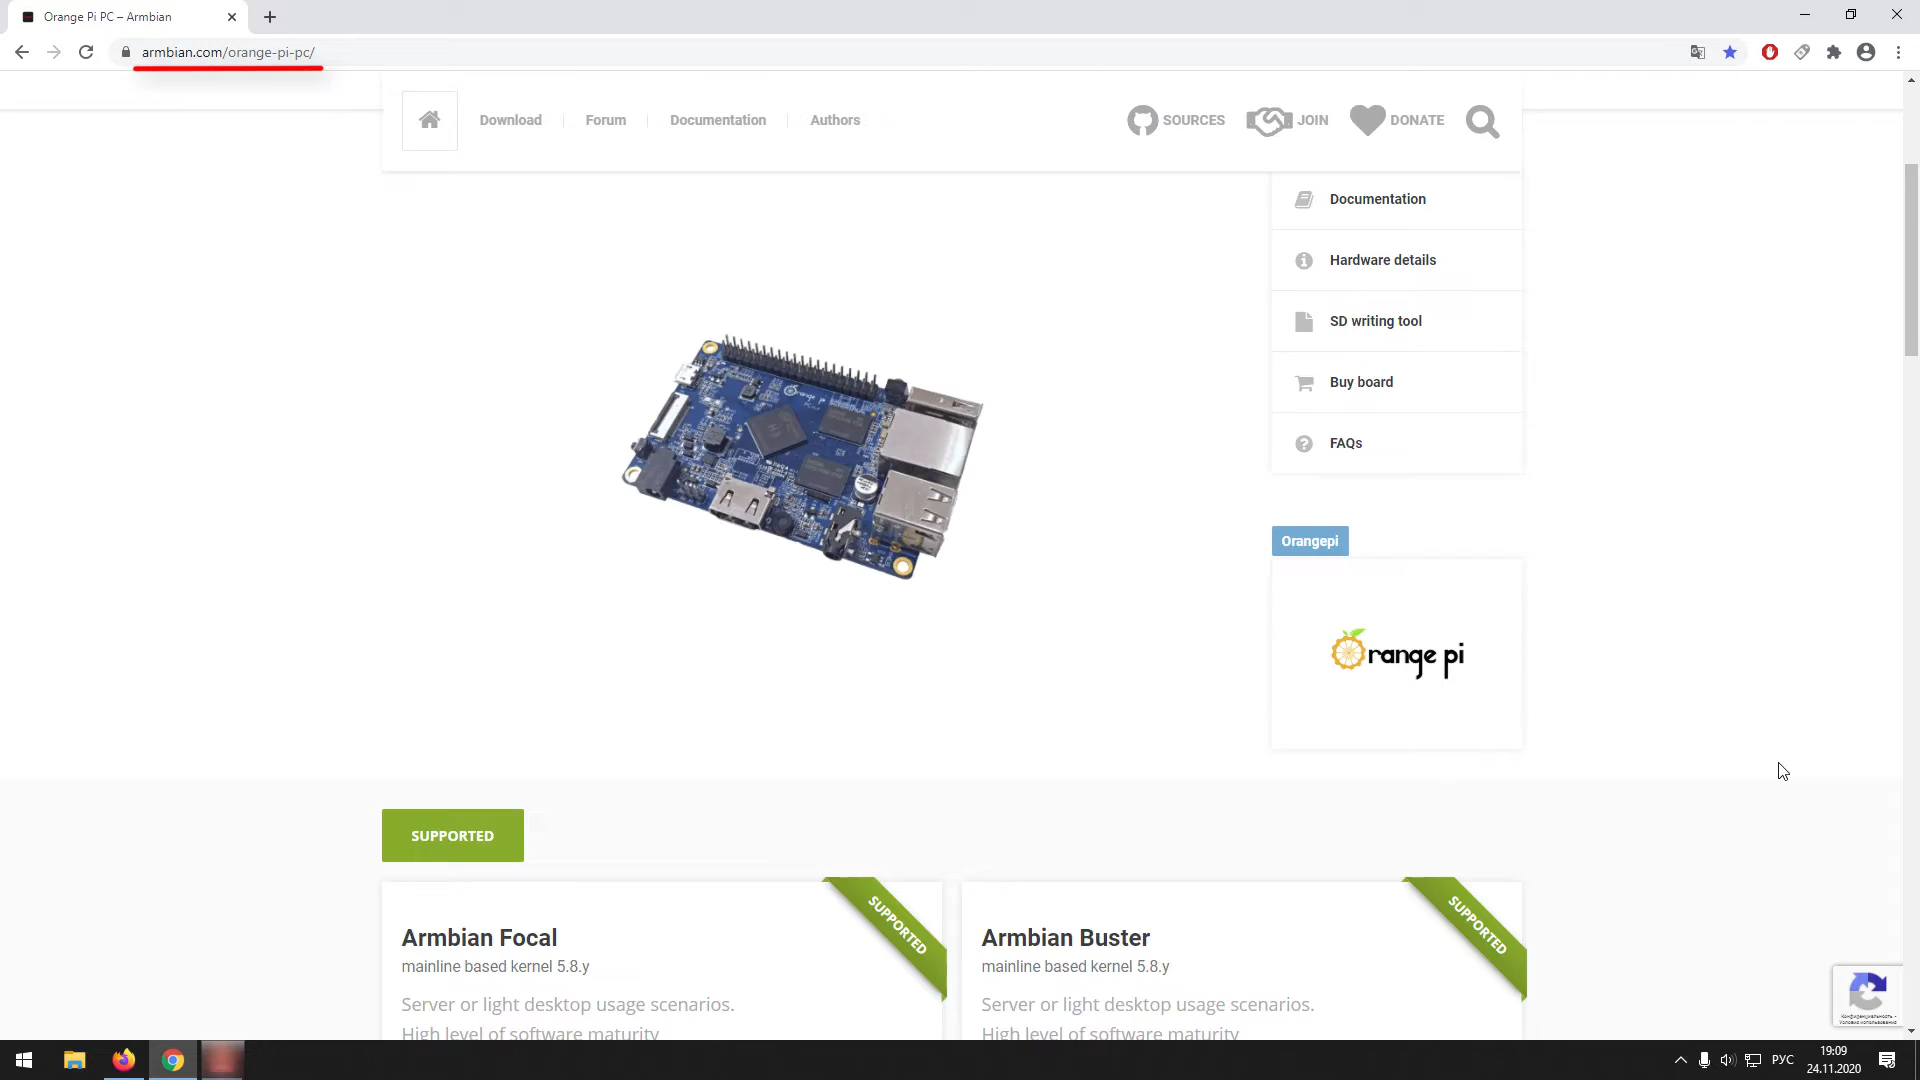 Orange Pi PC – Armbian
armbian.com/orange-pi-pc/
Download
Forum
Documentation
Authors
SOURCES
JOIN
DONATE
Documentation
Hardware details
SD writing tool
Buy board
FAQs
Orangepi
range pi
SUPPORTED
SUPPORTED
Armbian Focal
mainline based kernel 5.8.y
Server or light desktop usage scenarios.
High level of software maturity
SUPPORTED
Armbian Buster
mainline based kernel 5.8.y
Server or light desktop usage scenarios.
High level of software maturity
Конфиденциальность -
Условия использования
РУС
19:09
24.11.2020